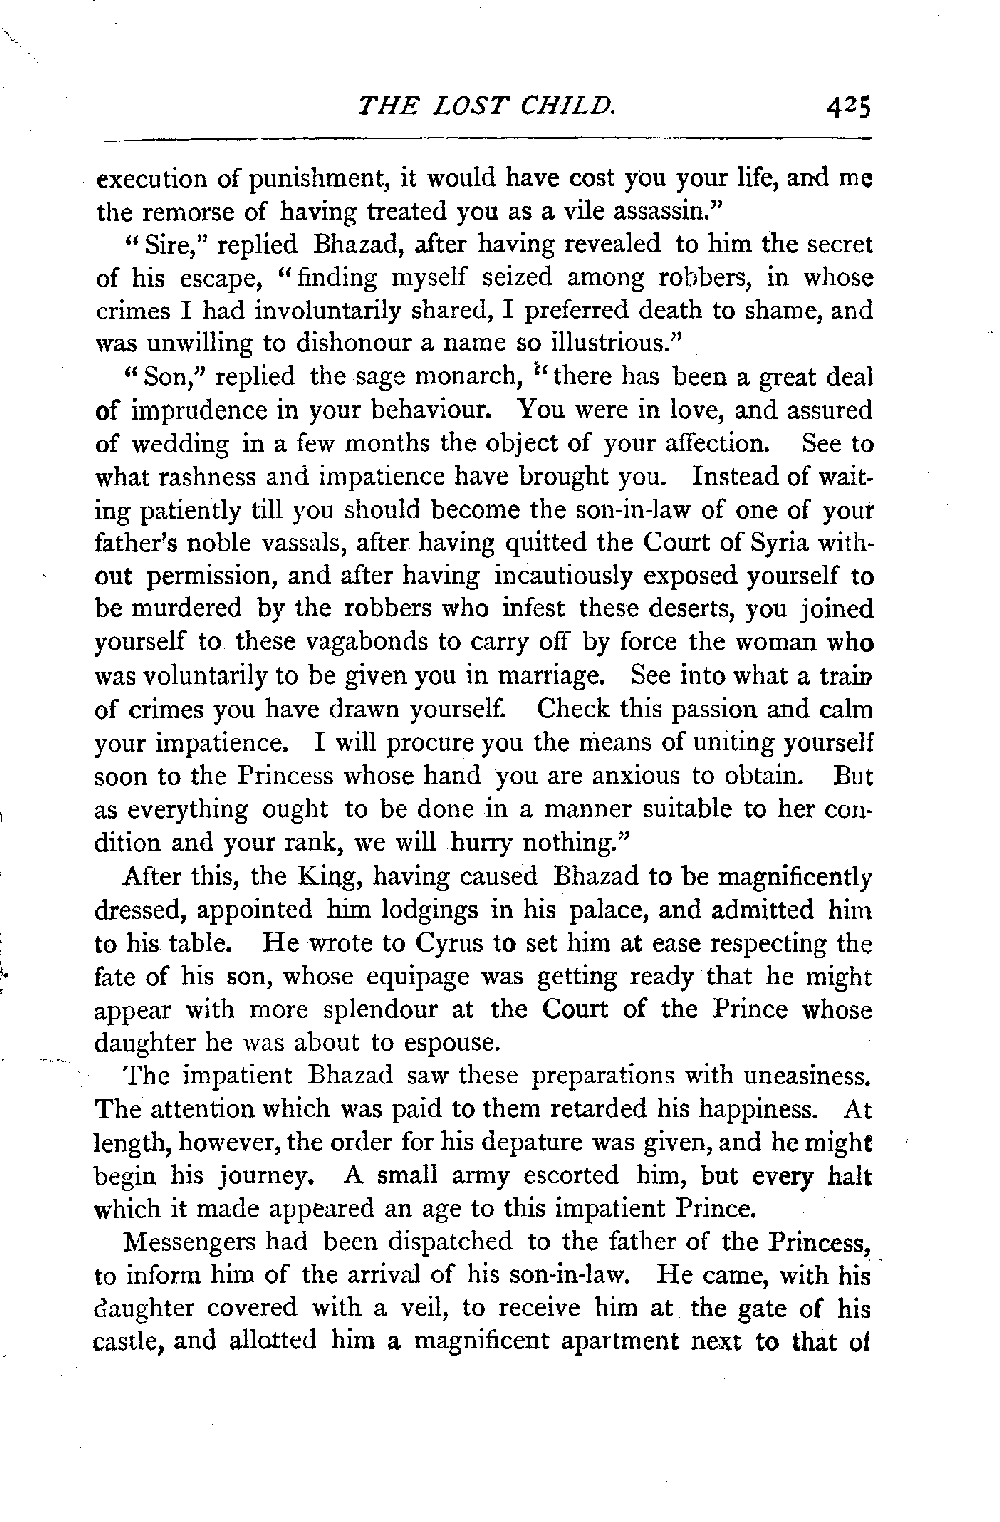 THE LOST CHILD. 425
execution of punishment, it would have cost you your life, and me
the remorse of having treated you as a vile assassin.”
“Sire,” replied Bhazad, after having revealed to him the secret
of his escape, “finding myself seized among robbers, in whose
crimes I had involuntarily shared, I preferred death to shame, and
was unwilling to dishonour a name so illustrious.”
“Son,” replied the sage monarch, “there has been a great deal
of imprudence in your behaviour. You were in love, and assured
of wedding in a few months the object of your affection. See to
what rashness and impatience have brought you. Instead of wait-
ing patiently till you should become the son-in-law of one of your
father's noble vassals, after having quitted the Court of Syria with-
out permission, and after having incautiously exposed yourself to
be murdered by the robbers who infest these deserts, you joined
yourself to these vagabonds to carry off by force the woman who
was voluntarily to be given you in marriage. See into what a train
of crimes you have drawn yourself. Check this passion and calm
your impatience. I will procure you the means of uniting yourself
soon to the Princess whose hand you are anxious to obtain. But
as everything ought to be done in a manner suitable to her con-
dition and your rank, we will hurry nothing.”
After this, the King, having caused Bhazad to be magnificently
dressed, appointed him lodgings in his palace, and admitted him
to his table. He wrote to Cyrus to set him at ease respecting the
fate of his son, whose equipage was getting ready that he might
appear with more splendour at the Court of the Prince whose
daughter he was about to espouse.
The impatient Bhazad saw these preparations with uneasiness.
The attention which was paid to them retarded his happiness. At
length, however, the order for his depature was given, and he might
begin his journey. A small army escorted him, but every halt
which it made appeared an age to this impatient Prince.
Messengers had been dispatched to the father of the Princess,
to inform him of the arrival of his son-in-law. He came, with his
daughter covered with a veil, to receive him at the gate of his
castle, and allotted him a magnificent apartment next to that of